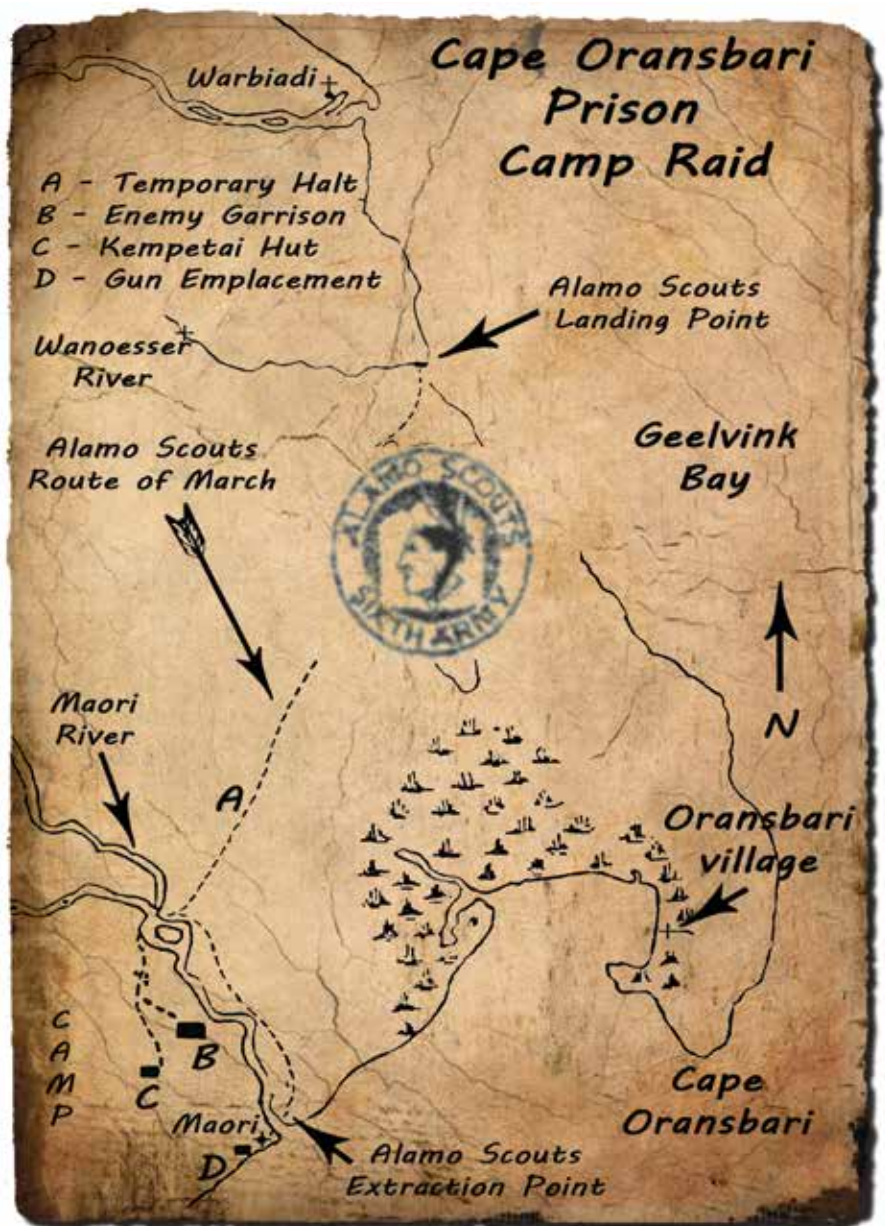 Cape Oransbari
Prison
Camp Raid
Warbiadi
A - Temporary Halt
B - Enemy Garrison
C - Kempetai Hut
D - Gun Emplacement
Alamo Scouts
Landing Point
Wanoesser
River
Alamo Scouts
Route of March
Geelvink
Bay
ALAMO SCOUTS
SIXTH ARMY
N
Maori
River
A
Oransbari
village
CAMP
B
C
Maori
D
Cape
Oransbari
Alamo Scouts
Extraction Point